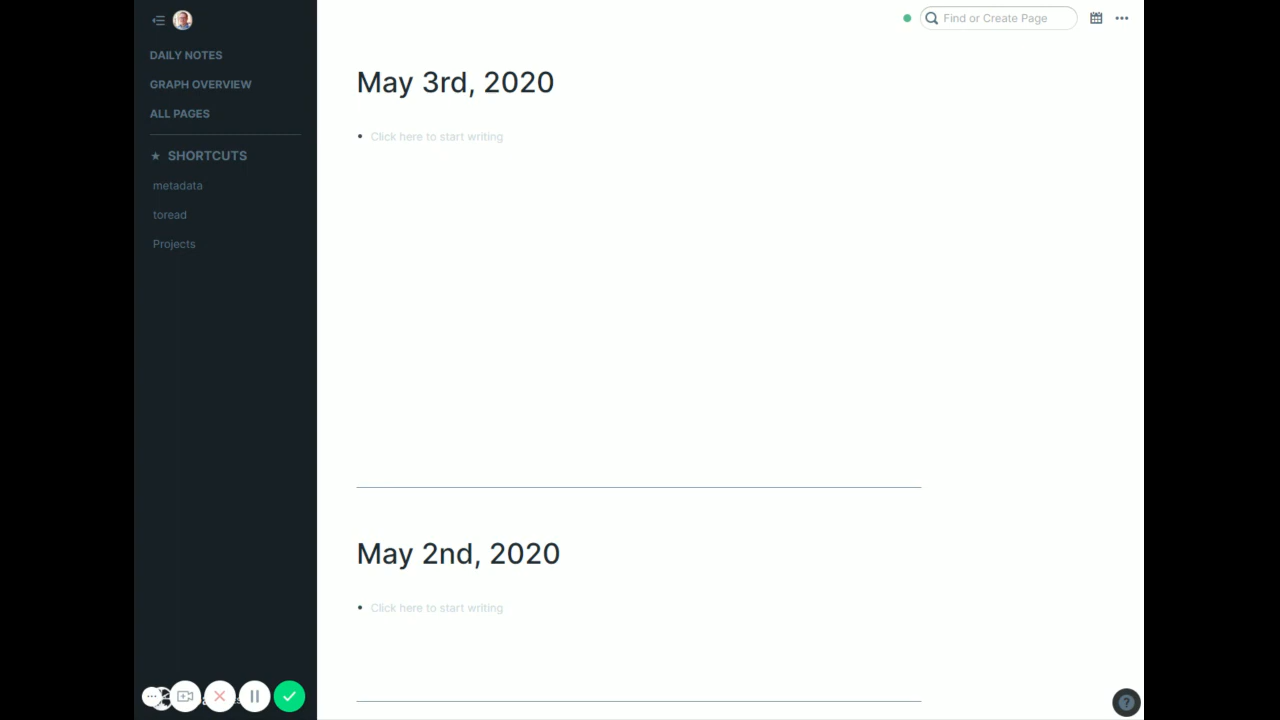 Find or Create Page
DAILY NOTES
GRAPH OVERVIEW
ALL PAGES
★ SHORTCUTS
metadata
toread
Projects
May 3rd, 2020
• Click here to start writing
May 2nd, 2020
• Click here to start writing
?